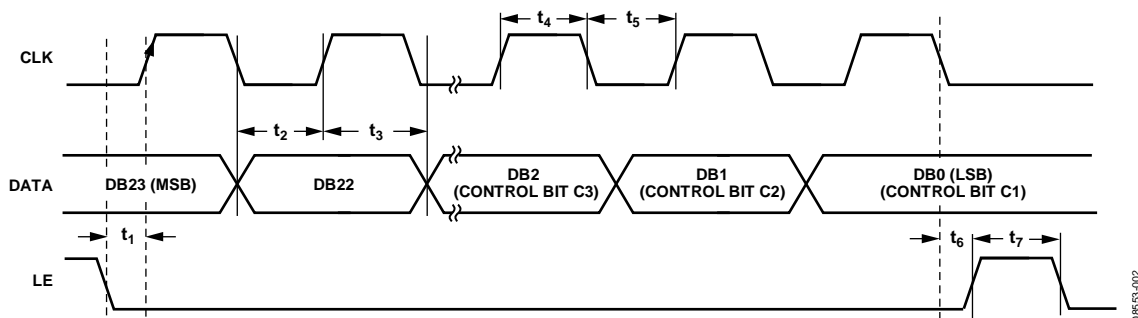 t4
t5
CLK
t2
t3
DATA
DB23 (MSB)
DB22
DB2
(CONTROL BIT C3)
DB1
(CONTROL BIT C2)
DB0 (LSB)
(CONTROL BIT C1)
t1
t6
t7
LE